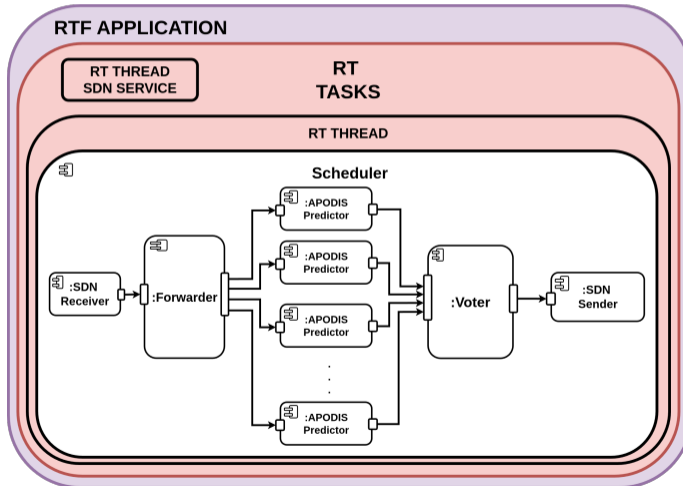 RTF APPLICATION
RT THREAD
SDN SERVICE
RT
TASKS
RT THREAD
Scheduler
:SDN
Receiver
:Forwarder
:APODIS
Predictor
:APODIS
Predictor
:APODIS
Predictor
.
.
.
:APODIS
Predictor
:Voter
:SDN
Sender